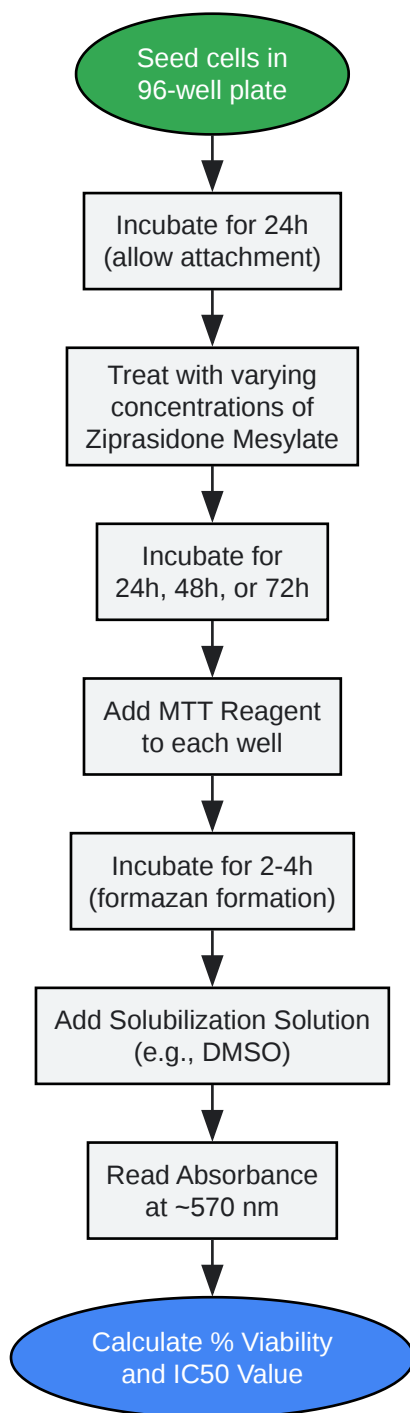 Seed cells in
96-well plate
Incubate for 24h
(allow attachment)
Treat with varying
concentrations of
Ziprasidone Mesylate
Incubate for
24h, 48h, or 72h
Add MTT Reagent
to each well
Incubate for 2-4h
(formazan formation)
Add Solubilization Solution
(e.g., DMSO)
Read Absorbance
at ~570 nm
Calculate % Viability
and IC50 Value